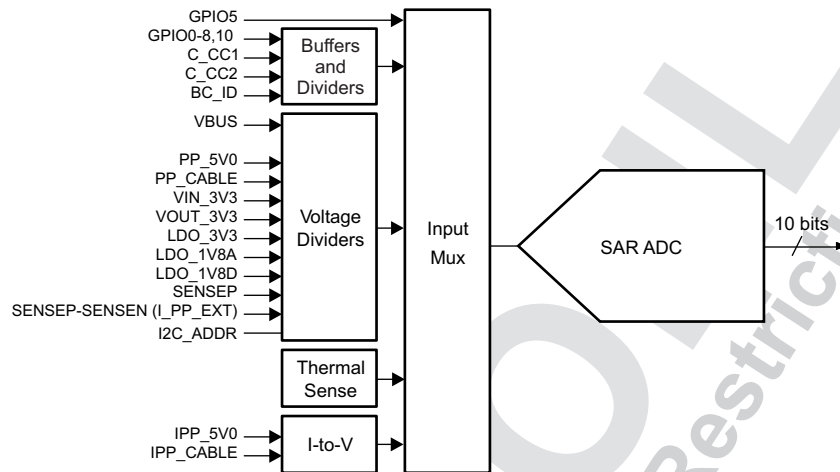 GPIO5
GPIO0-8,10
C_CC1
C_CC2
BC_ID
Buffers
and
Dividers
VBUS
PP_5V0
PP_CABLE
VIN_3V3
VOUT_3V3
LDO_3V3
LDO_1V8A
LDO_1V8D
SENSEP
SENSEP-SENSEN (I_PP_EXT)
I2C_ADDR
Voltage
Dividers
Thermal
Sense
IPP_5V0
IPP_CABLE
I-to-V
Input
Mux
SAR ADC
10 bits